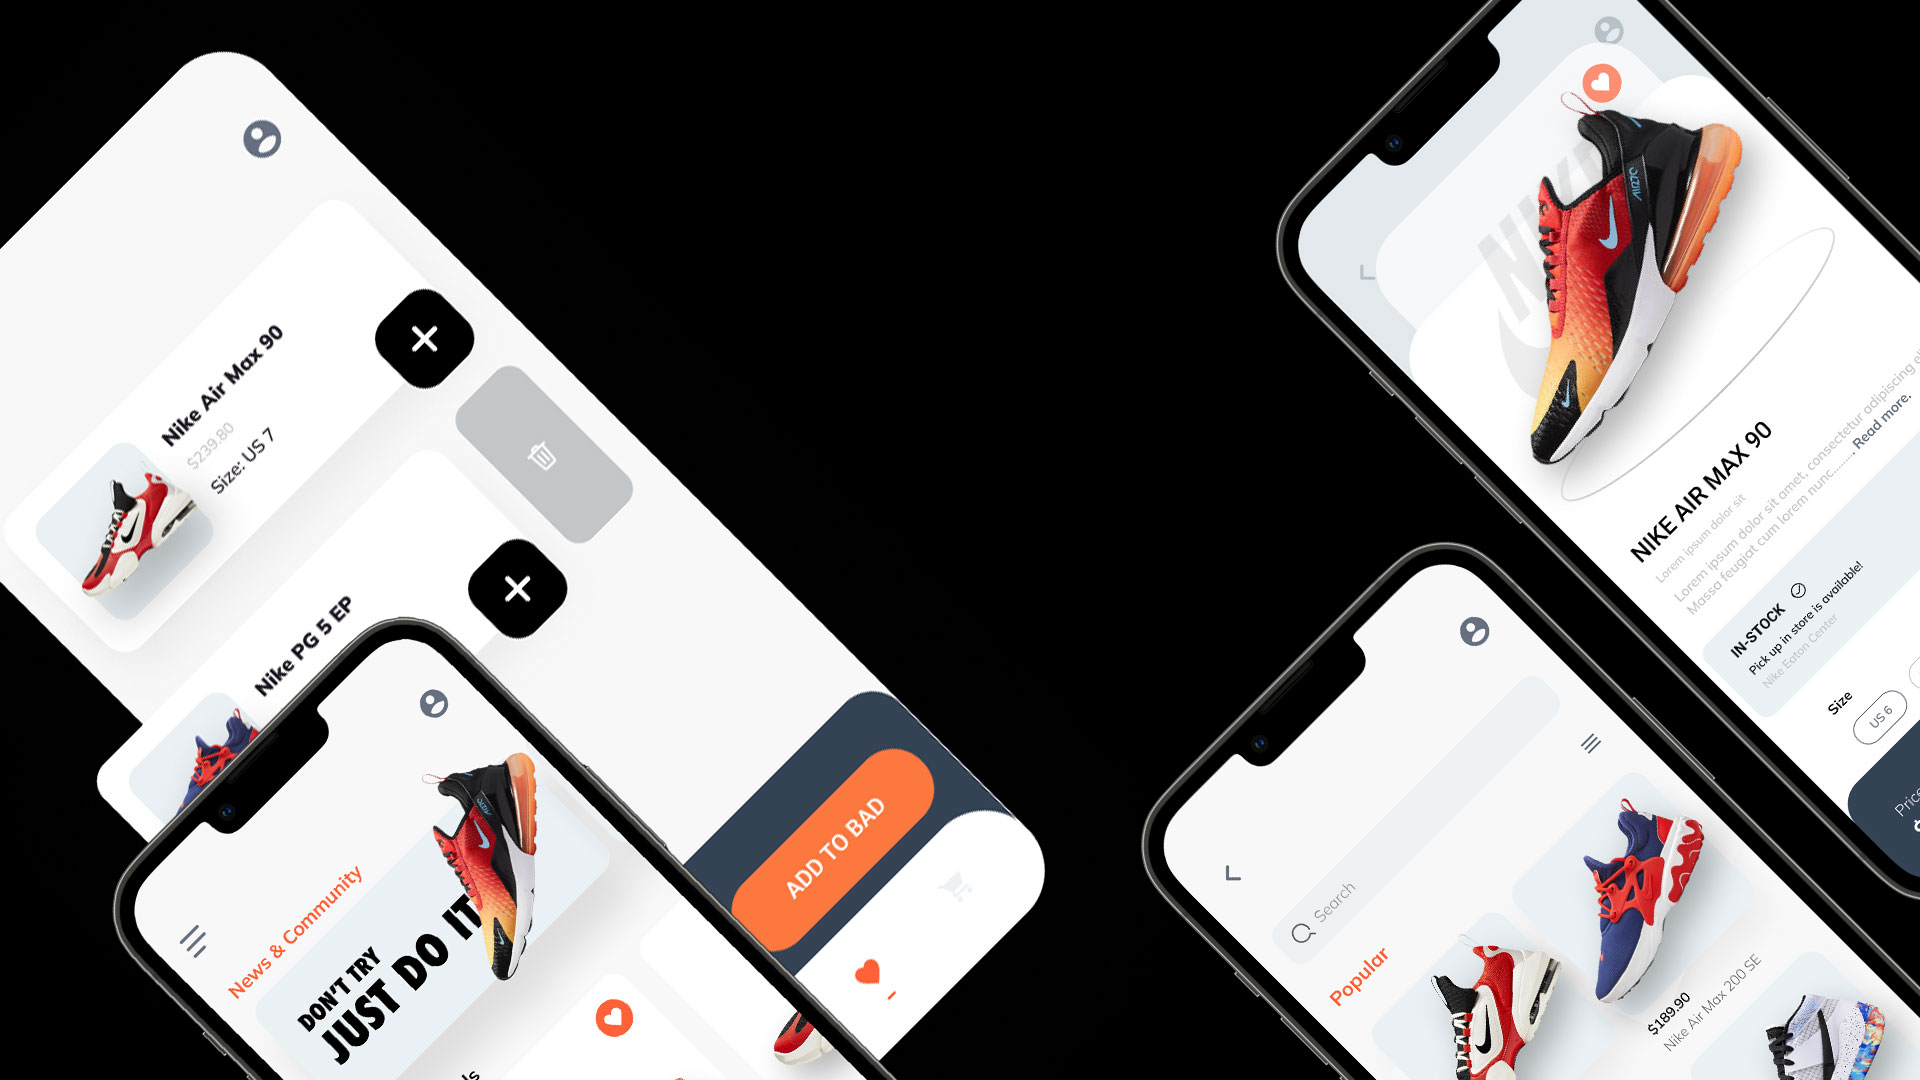 Nike Air Max 90
$239.80
Size: US 7
Nike PG 5 EP
ADD TO BAD
News & Community
DON'T TRY
JUST DO IT
Search
Popular
$189.90
Nike Air Max 200 SE
NIKE AIR MAX 90
Lorem ipsum dolor sit
Lorem ipsum dolor sit amet, consectetur adipiscing
Massa feugiat cum lorem nunc......... Read more.
IN-STOCK
Pick up in store is available!
Nike Eaton Center
Size
US 6
Price